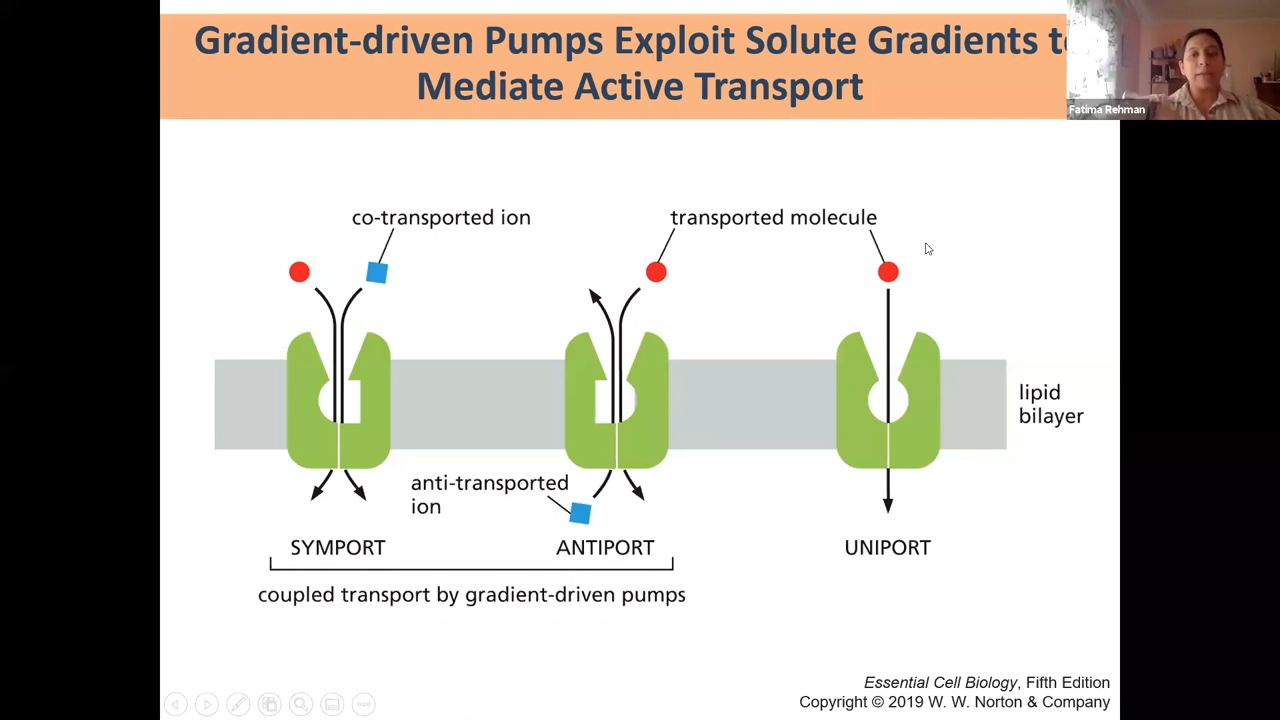 Gradient-driven Pumps Exploit Solute Gradients
Mediate Active Transport
Fatima Rehman
co-transported ion
transported molecule
lipid
bilayer
anti-transported
ion
SYMPORT
ANTIPORT
UNIPORT
coupled transport by gradient-driven pumps
Essential Cell Biology, Fifth Edition
Copyright © 2019 W. W. Norton & Company